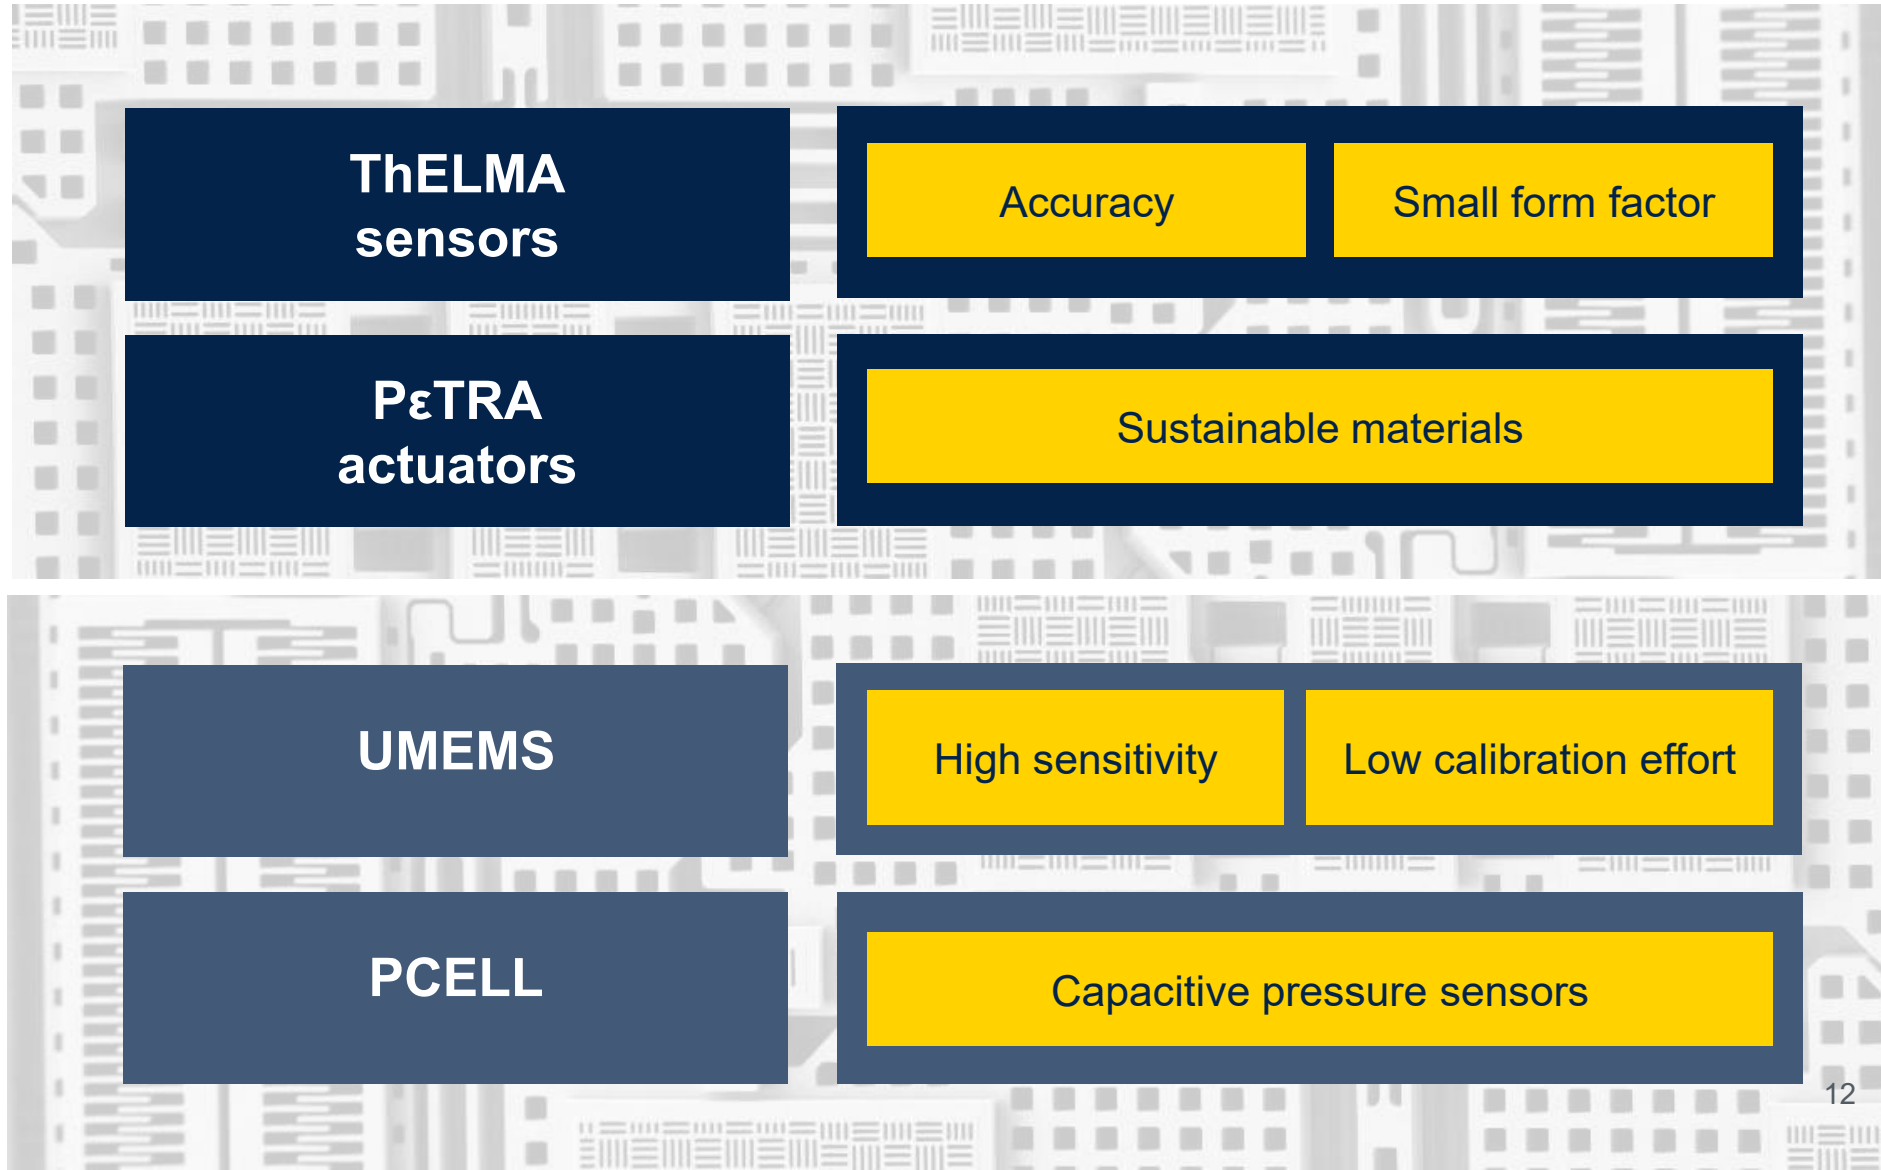 ThELMA
sensors
Accuracy
Small form factor
PεTRA
actuators
Sustainable materials
UMEMS
High sensitivity
Low calibration effort
PCELL
Capacitive pressure sensors
12